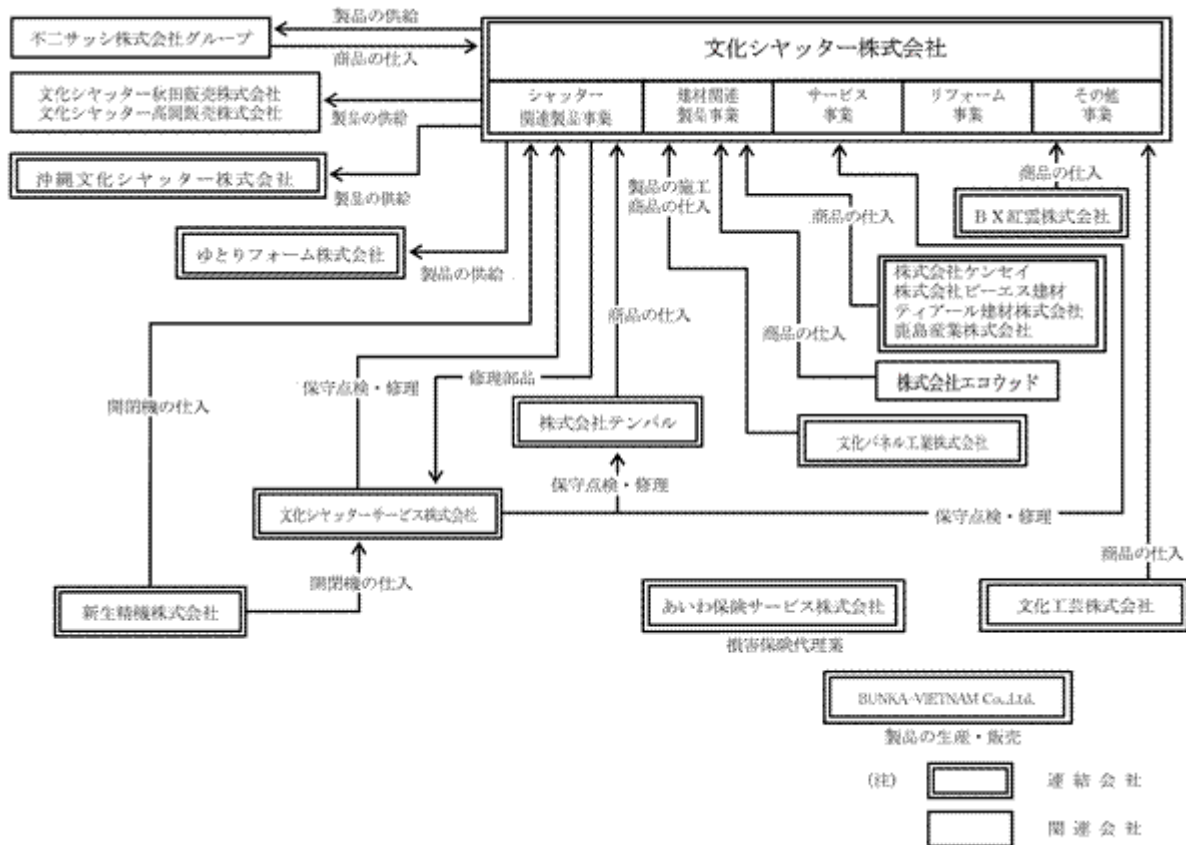 製品の供給
不二サッシ株式会社グループ
商品の仕入
文化シヤッター株式会社
シャッター
関連製品事業
建材関連
製品事業
サービス
事業
リフォーム
事業
その他
事業
文化シヤッター秋田販売株式会社
文化シヤッター高岡販売株式会社
製品の供給
沖縄文化シヤッター株式会社
製品の供給
製品の施工
商品の仕入
商品の仕入
商品の仕入
BX紅雲株式会社
ゆとりフォーム株式会社
製品の供給
株式会社ケンセイ
株式会社ピーエス建材
ティアール建材株式会社
鹿島産業株式会社
商品の仕入
商品の仕入
保守点検・修理
修理部品
株式会社エコウッド
開閉機の仕入
株式会社テンパル
文化パネル工業株式会社
保守点検・修理
文化シヤッターサービス株式会社
保守点検・修理
開閉機の仕入
商品の仕入
新生精機株式会社
あいわ保険サービス株式会社
文化工芸株式会社
損害保険代理業
BUNKA-VIETNAM Co.,Ltd.
製品の生産・販売
(注)
連結会社
関連会社